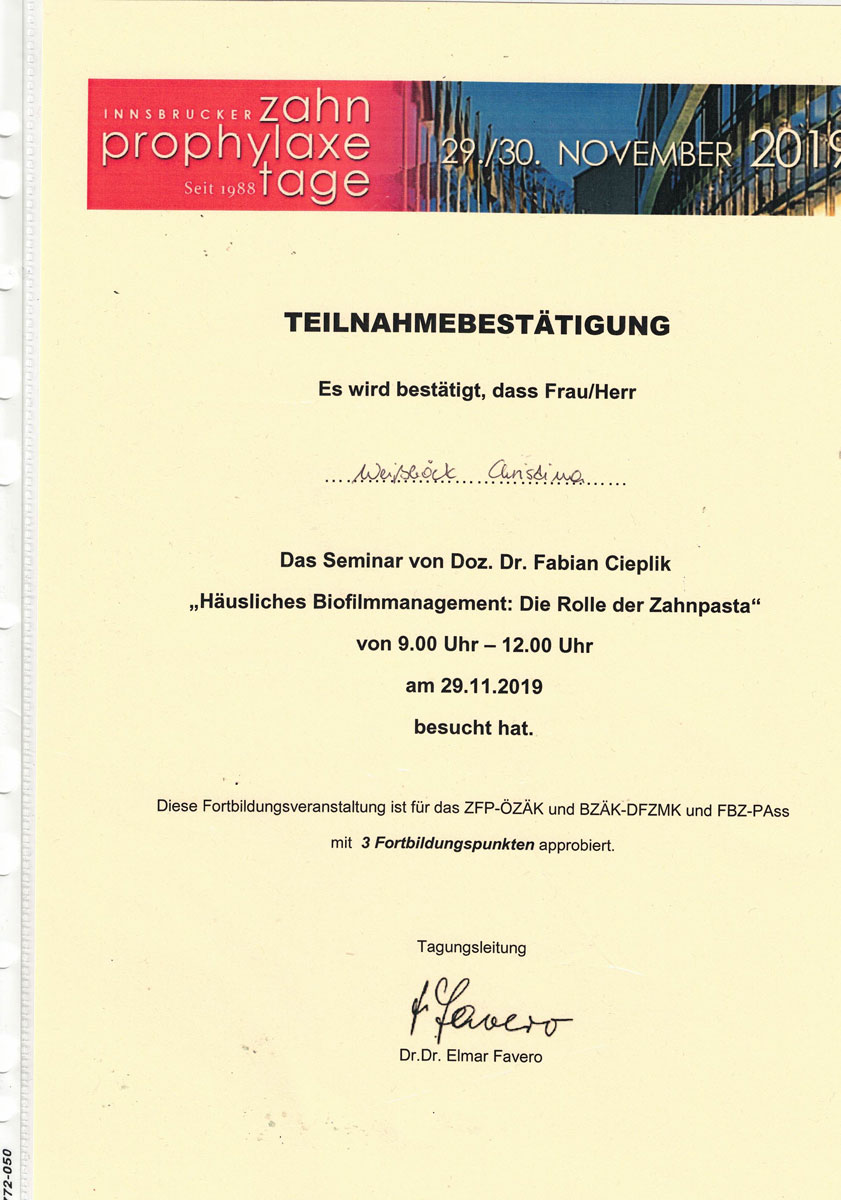 INNSBRUCKER zahn
prophylaxe
Seit 1988 tage
29./30. NOVEMBER 2019
TEILNAHMEBESTÄTIGUNG
Es wird bestätigt, dass Frau/Herr
Weißböck Christina
Das Seminar von Doz. Dr. Fabian Cieplik
„Häusliches Biofilmmanagement: Die Rolle der Zahnpasta“
von 9.00 Uhr – 12.00 Uhr
am 29.11.2019
besucht hat.
Diese Fortbildungsveranstaltung ist für das ZFP-ÖZÄK und BZÄK-DFZMK und FBZ-PAss
mit 3 Fortbildungspunkten approbiert.
Tagungsleitung
Favero
Dr.Dr. Elmar Favero
772-050